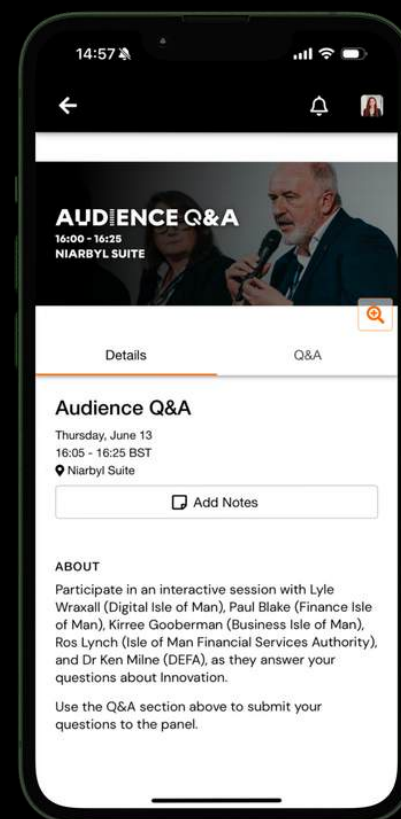 14:57
AUDIENCE Q&A
16:00 - 16:25
NIARBYL SUITE
Details
Q&A
Audience Q&A
Thursday, June 13
16:05 - 16:25 BST
Niarbyl Suite
Add Notes
ABOUT
Participate in an interactive session with Lyle
Wraxall (Digital Isle of Man), Paul Blake (Finance Isle
of Man), Kirree Gooberman (Business Isle of Man),
Ros Lynch (Isle of Man Financial Services Authority),
and Dr Ken Milne (DEFA), as they answer your
questions about Innovation.
Use the Q&A section above to submit your
questions to the panel.